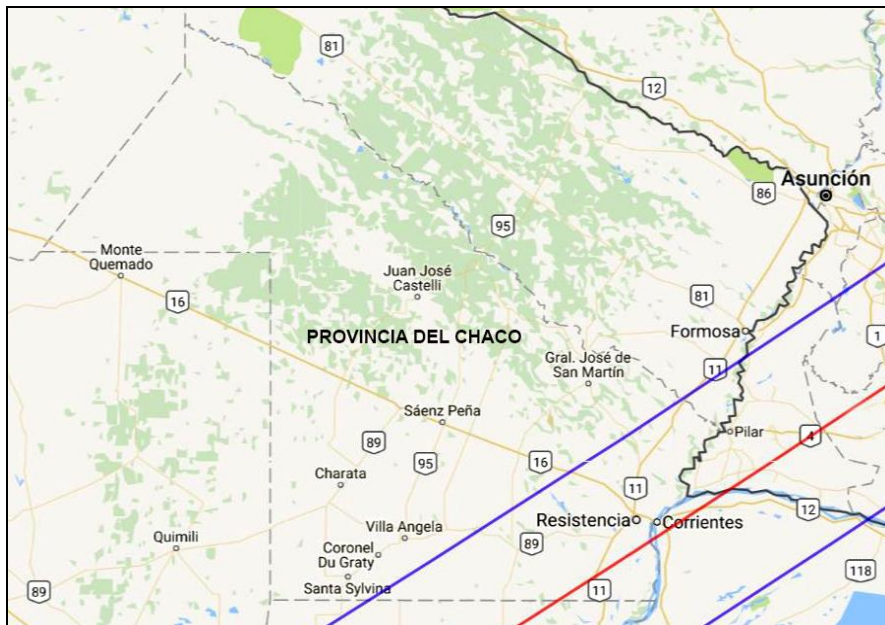 81
12
Asunción
86
95
Monte
Quemado
Juan José
Castelli
16
81
Formosa
PROVINCIA DEL CHACO
1
Gral. José de
San Martín
11
Sáenz Peña
Pilar
4
89
95
16
Charata
11
12
Resistencia
Corrientes
Villa Angela
Quimili
89
Coronel
Du Graty
118
Santa Sylvina
89
11